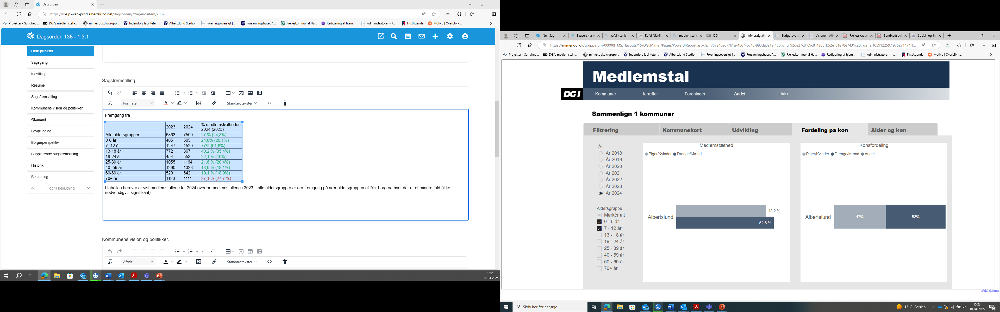 Dagsorden
https://sbsip-web-prod.albertslund.net/dagsorden/#/agendaitem/2002
Projekter - Sundhed...
DGI's medlemstal -...
mimer.dgi.dk/grupp...
Indendørs faciliteter...
Albertslund Stadion
Foreningsoversigt |...
Forsamlingshuset Al...
Fælleskommunal Ha...
Redigering af hjem...
Administratorer - K...
FirstAgenda
Motivu | Overblik -...
Dagsorden 138 - 1.3.1
Hele punktet
Sagsgang
Indstilling
Resumé
Sagsfremstilling
Kommunens vision og politikker
Økonomi
Lovgrundlag
Borgerperspektiv
Supplerende sagsfremstilling
Historik
Beslutning
Hop til beslutning
Sagsfremstilling:
Formater
Standardtekster
Fremgang fra
2023 2024 % medlemstætheden
2024 (2023)
Alle aldersgrupper 6863 7590 27 % (24,8%)
0-6 år 405 505 24,8% (20,1%)
7- 12 år 1247 1520 77% (61,6%)
13-18 år 772 867 40,2 % (35,4%)
19-24 år 454 553 22,1 % (19%)
25-39 år 1055 1164 21,6 % (20,4%)
40- 59 år 1290 1328 18,6 % (18,1%)
60-69 år 520 542 19,1 % (18,9%)
70+ år 1120 1111 27,1 % (27,7 %)
I tabellen herover er vist medlemstallene for 2024 overfor medlemstallene i 2023. I alle aldersgrupper er der fremgang på nær aldersgruppen af 70+ borgere hvor der er et mindre fald (ikke
nødvendigvis signifikant).
Kommunens vision og politikker:
Afsnit
Standardtekster
15:23
10-04-2025
NemSag
Ekspert har o
rafal niznik -
Rafał Niznik
medlemstal d
DGI
mimer.dgi.dk
Budgetovers
Visioner | Alb
Fællesskabsp
Sundhedspol
Social- og Su
https://mimer.dgi.dk/grupperum/00000ITMS/_layouts/15/DGI.Mimer/Pages/PowerBIReport.aspx?p=757a48ed-7b1a-4567-bc43-993da3a1ef46&w=g_92de27c0_69c8_43b5_b52e_81e78e7431c2&_ga=2.105912259.1976271474.1...
Projekter - Sundhed...
DGI's medlemstal -...
mimer.dgi.dk/grupp...
Indendørs faciliteter...
Albertslund Stadion
Foreningsoversigt |...
Forsamlingshuset Al...
Fælleskommunal Ha...
Redigering af hjem...
Administratorer - K...
FirstAgenda
Motivu | Overblik -...
Medlemstal
DGI
Kommuner
Idrætter
Foreninger
Andet
Info
Sammenlign 1 kommuner
Filtrering
Kommunekort
Udvikling
Fordeling på køn
Alder og køn
År
År 2018
År 2019
År 2020
År 2021
År 2022
År 2023
År 2024
Aldersgruppe
Markér alt
0 - 6 år
7 - 12 år
13 - 18 år
19 - 24 år
25 - 39 år
40 - 59 år
60 - 69 år
70+ år
Medlemstæthed
Piger/Kvinder Drenge/Mænd
Albertslund
48,2 %
52,6 %
Kønsfordeling
Piger/Kvinder Drenge/Mænd Andet
Albertslund
47%
53%
(fuld skærm)
Skriv her for at søge
13°C Solskin
15:23
10-04-2025
16